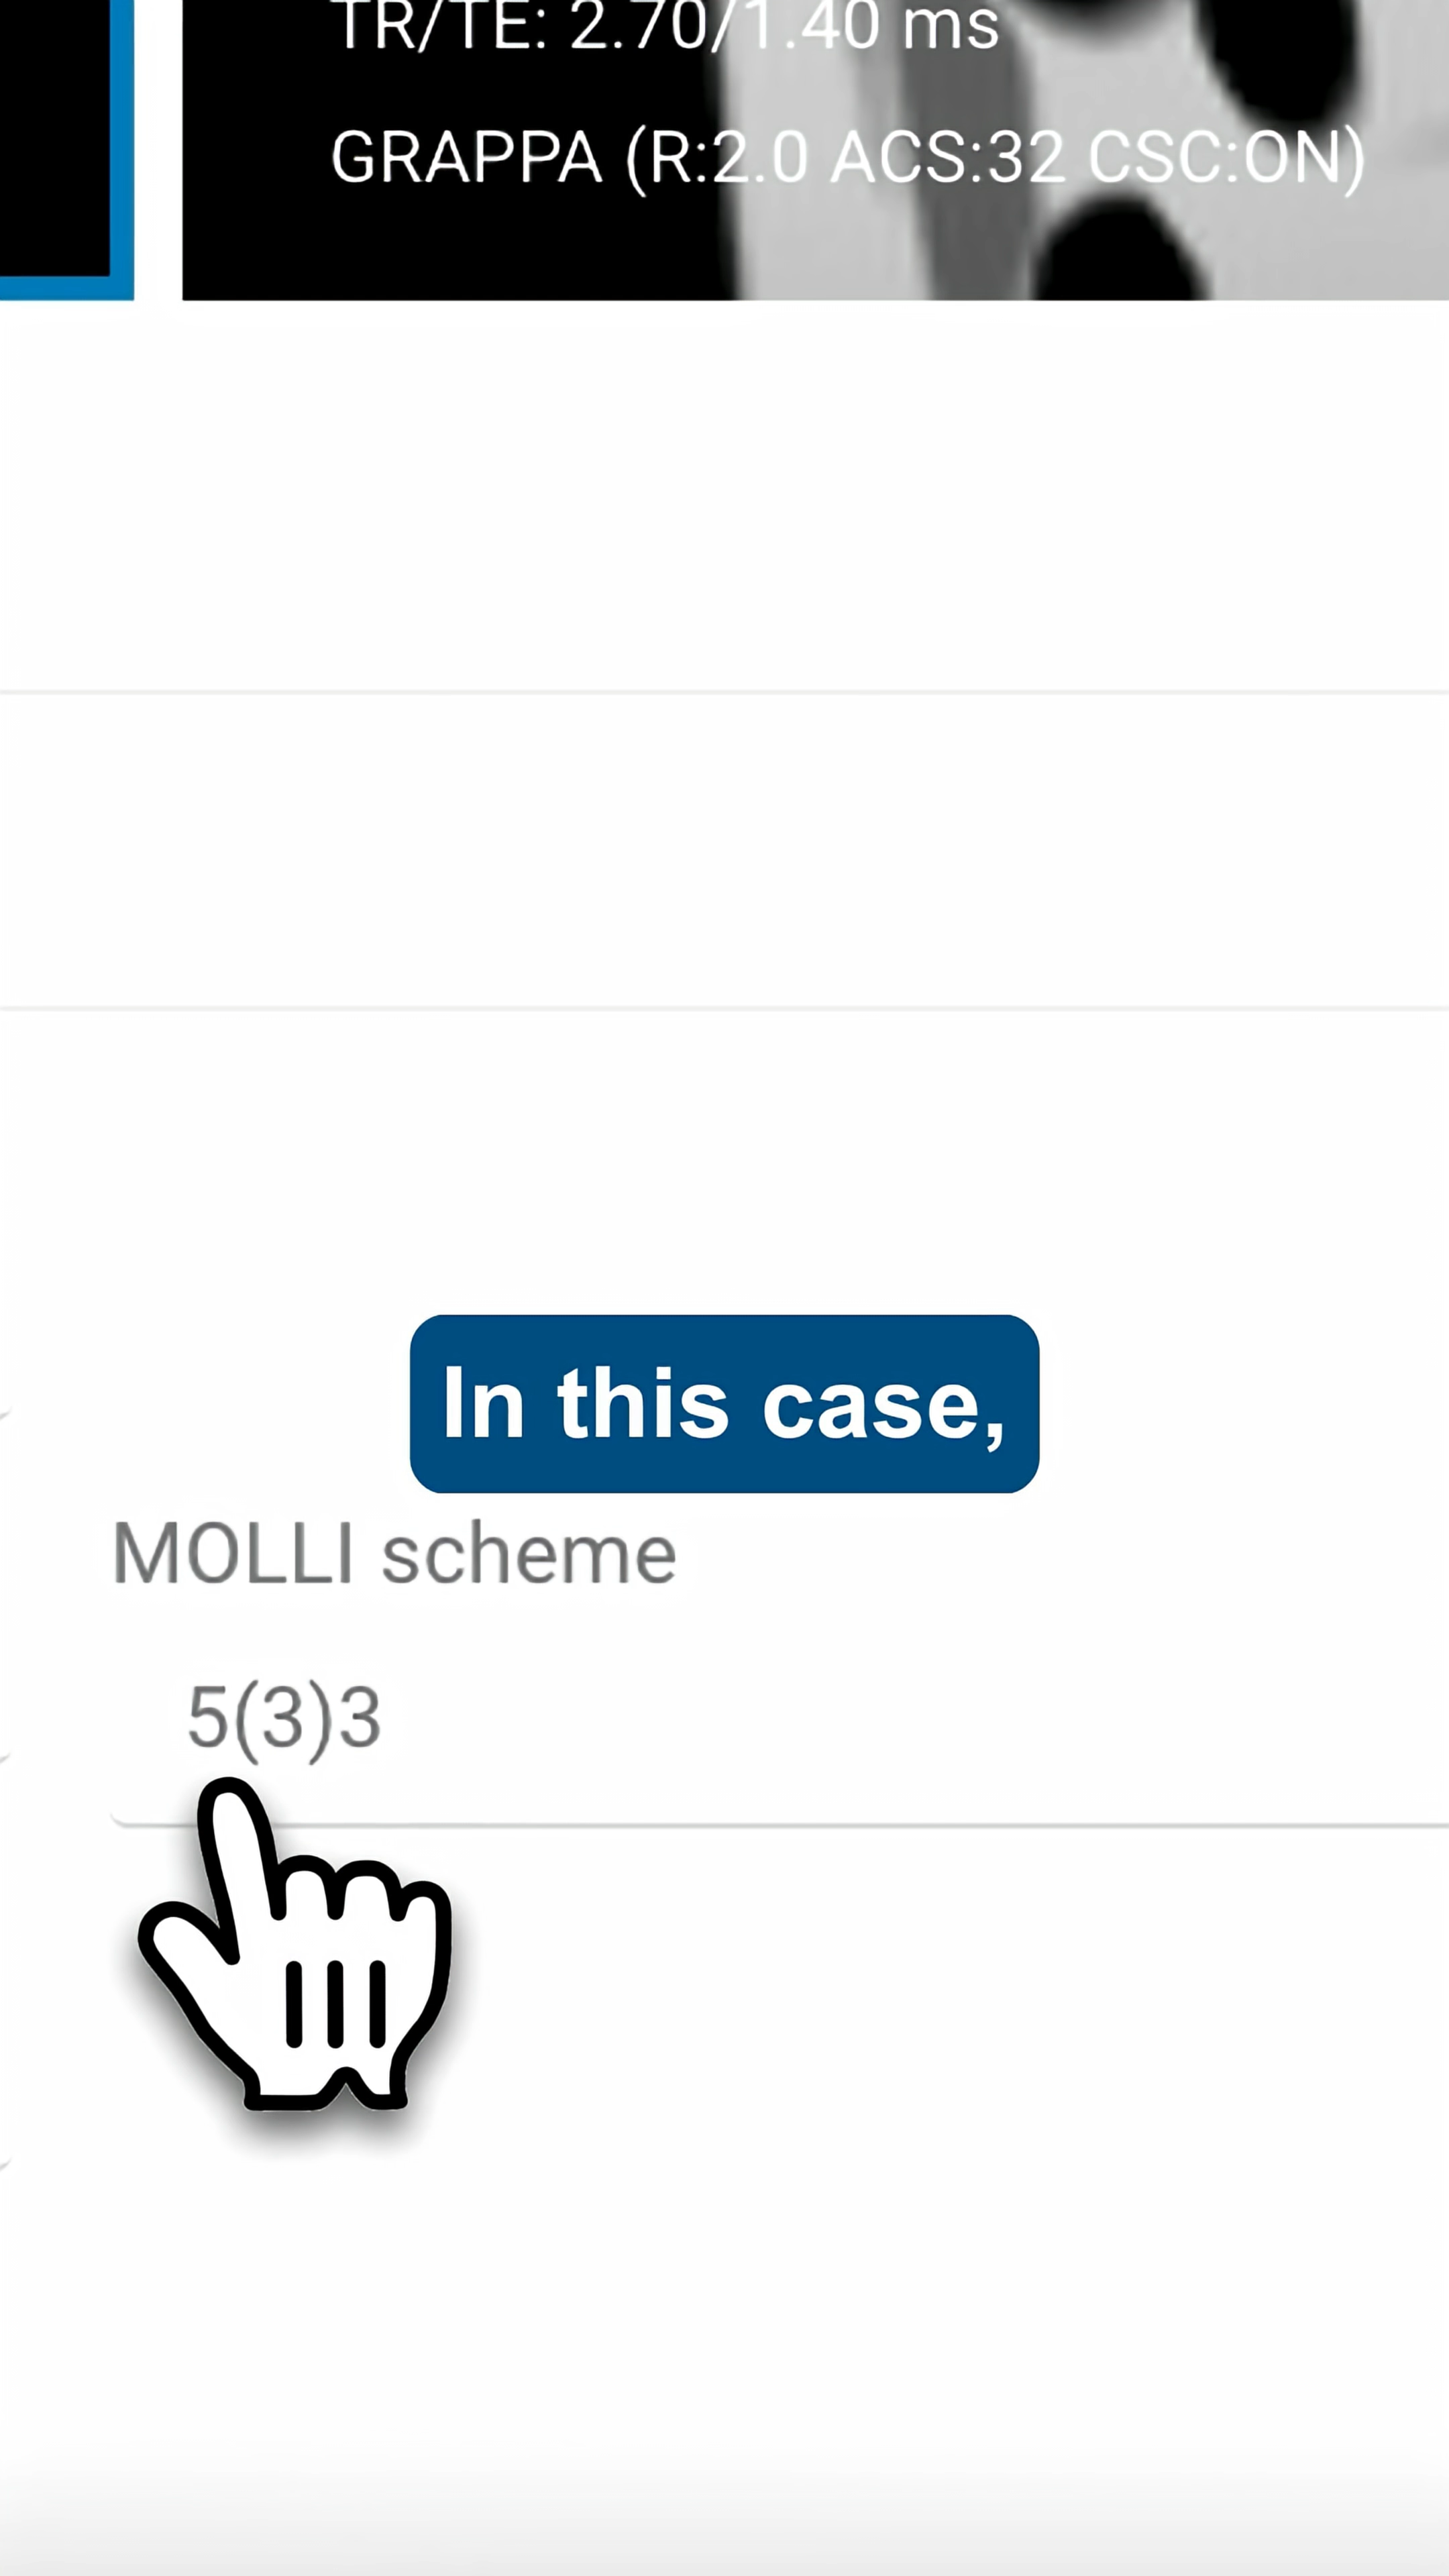 TR/TE: 2.70/1.40 ms
GRAPPA (R:2.0 ACS:32 CSC:ON)
In this case,
MOLLI scheme
5(3)3